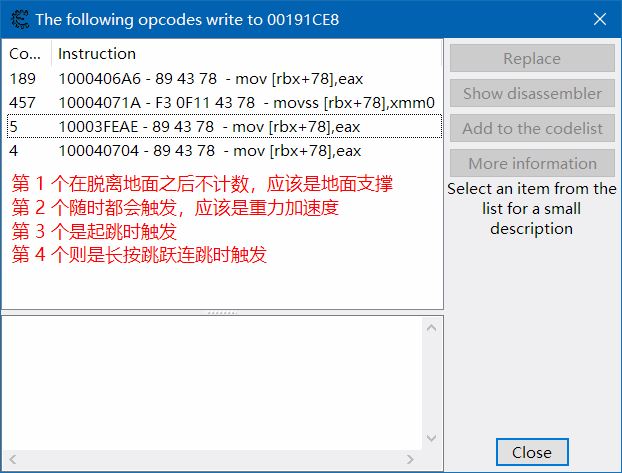 The following opcodes write to 00191CE8
Co... Instruction
189 1000406A6 - 89 43 78 - mov [rbx+78],eax
457 10004071A - F3 0F11 43 78 - movss [rbx+78],xmm0
5 10003FEAE - 89 43 78 - mov [rbx+78],eax
4 100040704 - 89 43 78 - mov [rbx+78],eax
第 1 个在脱离地面之后不计数，应该是地面支撑
第 2 个随时都会触发，应该是重力加速度
第 3 个是起跳时触发
第 4 个则是长按跳跃连跳时触发
Replace
Show disassembler
Add to the codelist
More information
Select an item from the
list for a small
description
Close